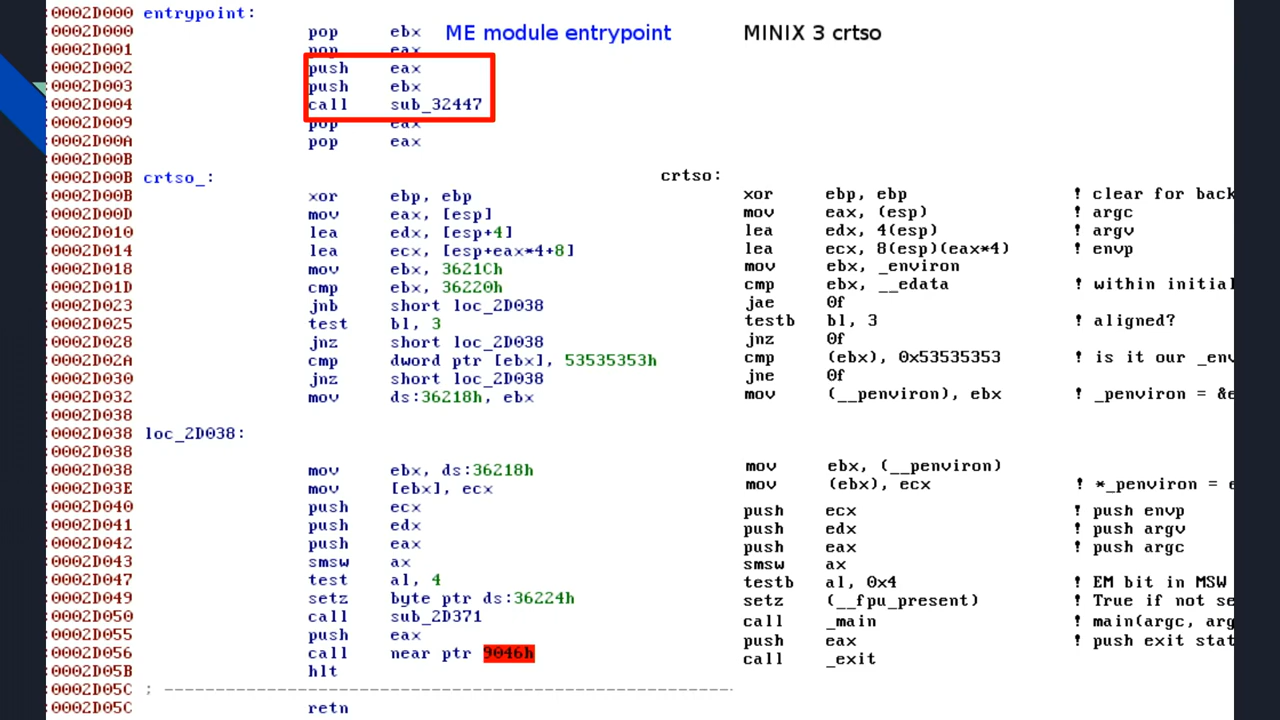 :0002D000 entrypoint:
:0002D000 pop ebx ME module entrypoint MINIX 3 crtso
:0002D001 pop eax
:0002D002 push eax
:0002D003 push ebx
:0002D004 call sub_32447
:0002D009 pop eax
:0002D00A pop eax
:0002D00B
:0002D00B crtso_: crtso:
:0002D00B xor ebp, ebp xor ebp, ebp ! clear for back
:0002D00D mov eax, [esp] mov eax, (esp) ! argc
:0002D010 lea edx, [esp+4] lea edx, 4(esp) ! argv
:0002D014 lea ecx, [esp+eax*4+8] lea ecx, 8(esp)(eax*4) ! envp
:0002D018 mov ebx, 3621Ch mov ebx, _environ
:0002D01D cmp ebx, 36220h cmp ebx, __edata ! within initial
:0002D023 jnb short loc_2D038 jae 0f
:0002D025 test bl, 3 testb bl, 3 ! aligned?
:0002D028 jnz short loc_2D038 jnz 0f
:0002D02A cmp dword ptr [ebx], 53535353h cmp (ebx), 0x53535353 ! is it our _env
:0002D030 jnz short loc_2D038 jne 0f
:0002D032 mov ds:36218h, ebx mov (__penviron), ebx ! _penviron = &e
:0002D038
:0002D038 loc_2D038:
:0002D038
:0002D038 mov ebx, ds:36218h mov ebx, (__penviron)
:0002D03E mov [ebx], ecx mov (ebx), ecx ! *_penviron = e
:0002D040 push ecx push ecx ! push envp
:0002D041 push edx push edx ! push argv
:0002D042 push eax push eax ! push argc
:0002D043 smsw ax smsw ax
:0002D047 test al, 4 testb al, 0x4 ! EM bit in MSW
:0002D049 setz byte ptr ds:36224h setz (__fpu_present) ! True if not se
:0002D050 call sub_2D371 call _main ! main(argc, arg
:0002D055 push eax push eax ! push exit stat
:0002D056 call near ptr 9046h call _exit
:0002D05B hlt
:0002D05C ; ---------------------------------------------------------------
:0002D05C retn